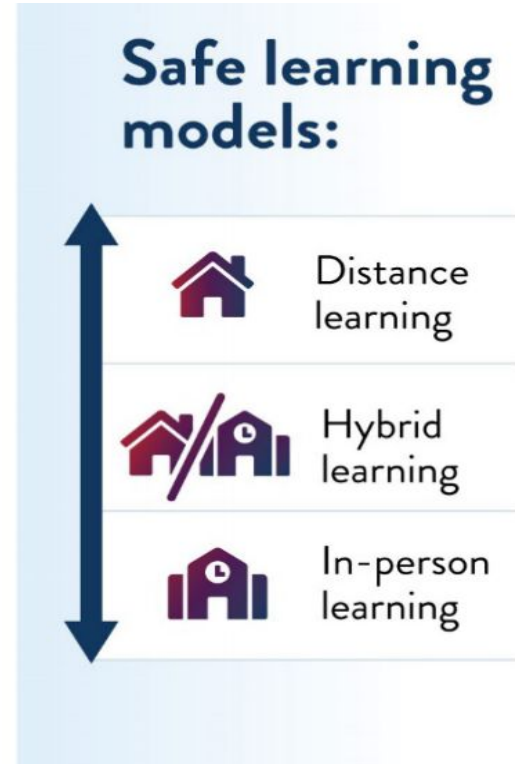 Safe learning
models:
Distance
learning
Hybrid
learning
In-person
learning